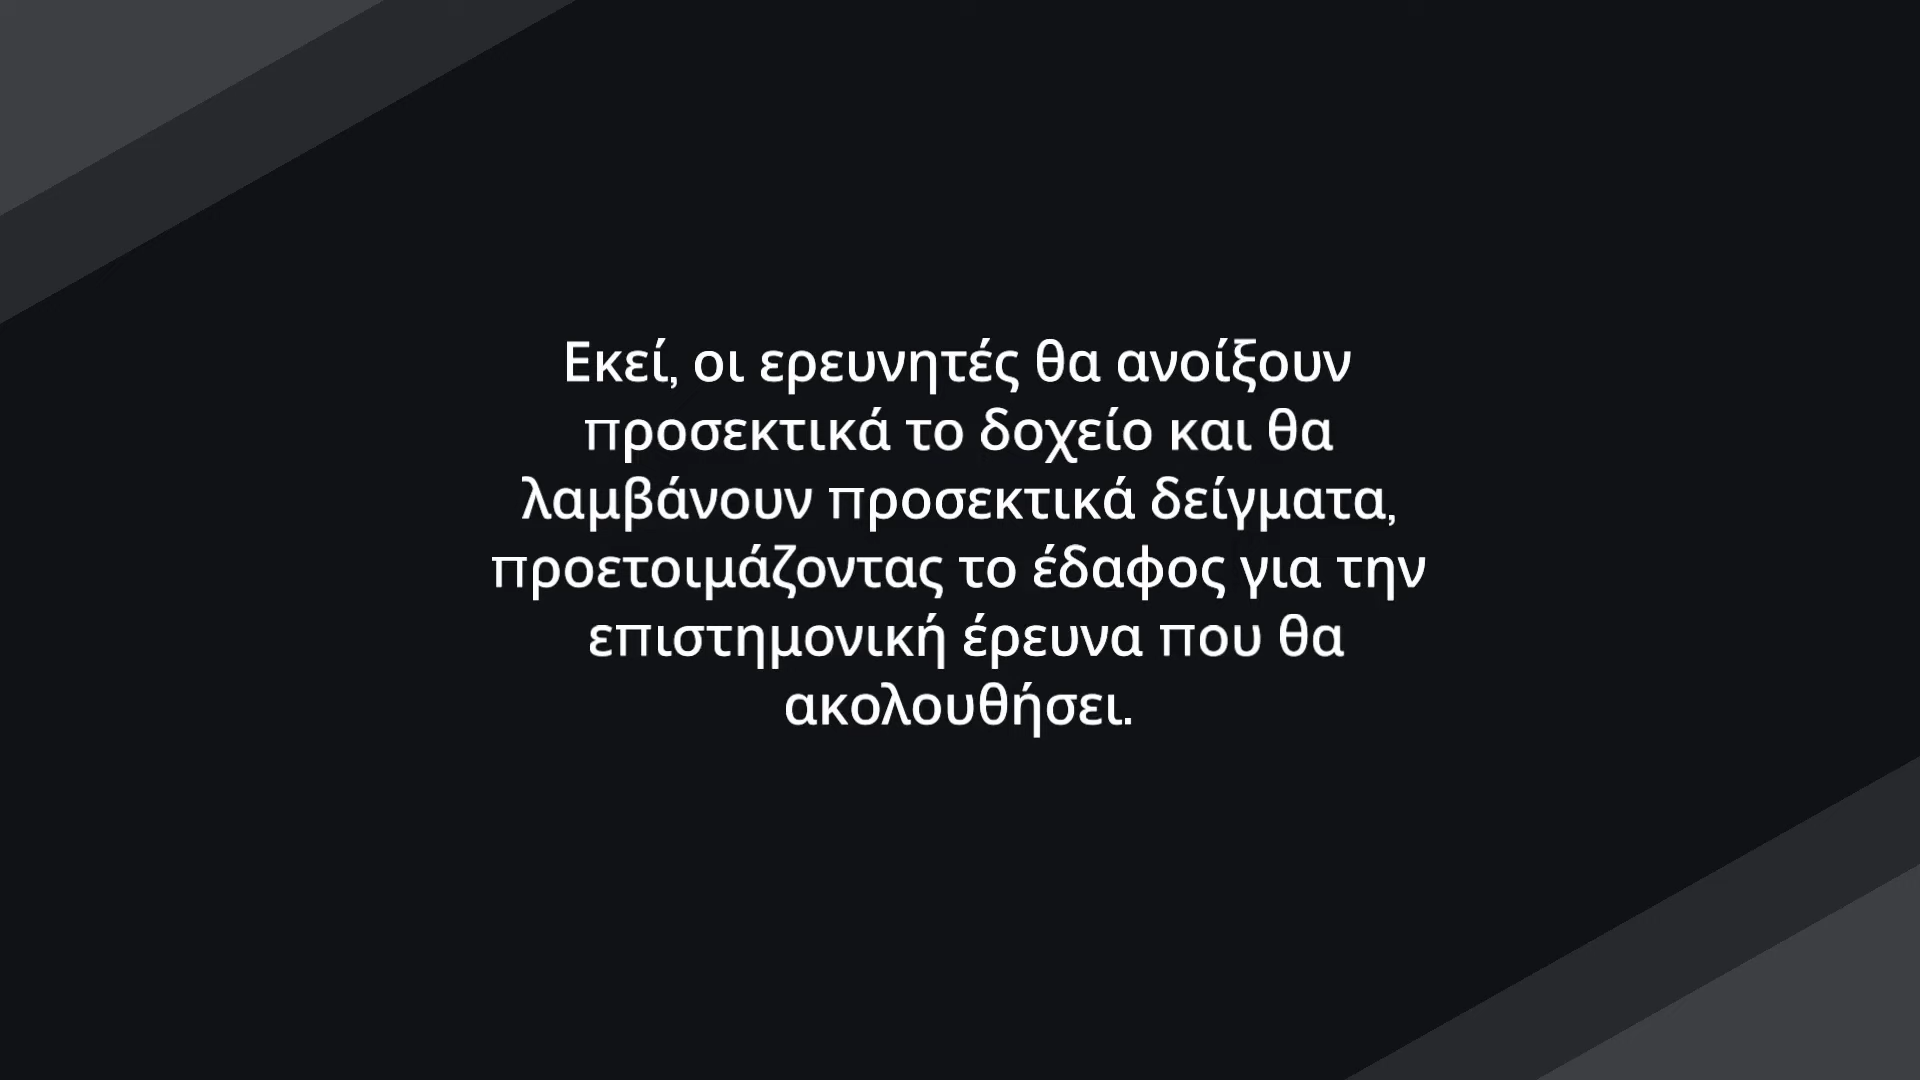 Εκεί, οι ερευνητές θα ανοίξουν
προσεκτικά το δοχείο και θα
λαμβάνουν προσεκτικά δείγματα,
προετοιμάζοντας το έδαφος για την
επιστημονική έρευνα που θα
ακολουθήσει.